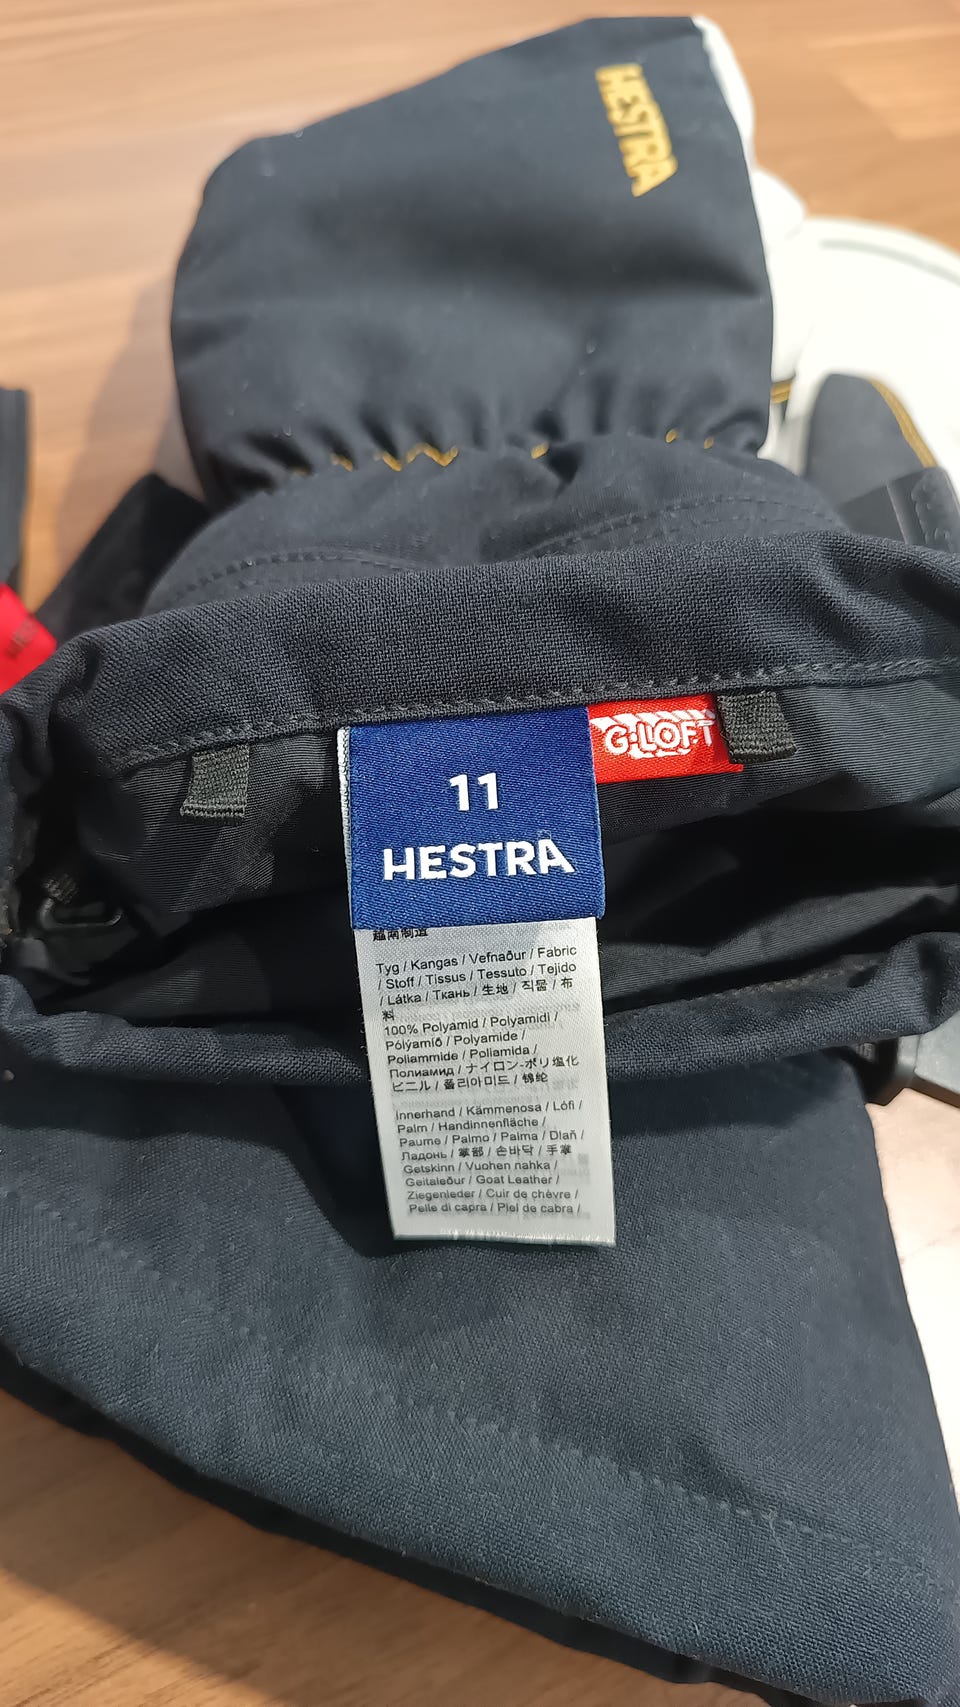 HESTRA
G·LOFT
11
HESTRA
越南制造
Tyg / Kangas / Vefnaður / Fabric
/ Stoff / Tissus / Tessuto / Tejido
/ Látka / Ткань / 生地 / 직물 / 布
料
100% Polyamid / Polyamidi /
Pólýamíð / Polyamide /
Poliammide / Poliamida /
Полиамид / ナイロン-ポリ塩化
ビニル / 폴리아미드 / 锦纶
Innerhand / Kämmenosa / Lófi /
Palm / Handinnenfläche /
Paume / Palmo / Palma / Dlaň /
Ладонь / 掌部 / 손바닥 / 手掌
Getskinn / Vuohen nahka /
Geitaleður / Goat Leather /
Ziegenleder / Cuir de chèvre /
Pelle di capra / Piel de cabra /